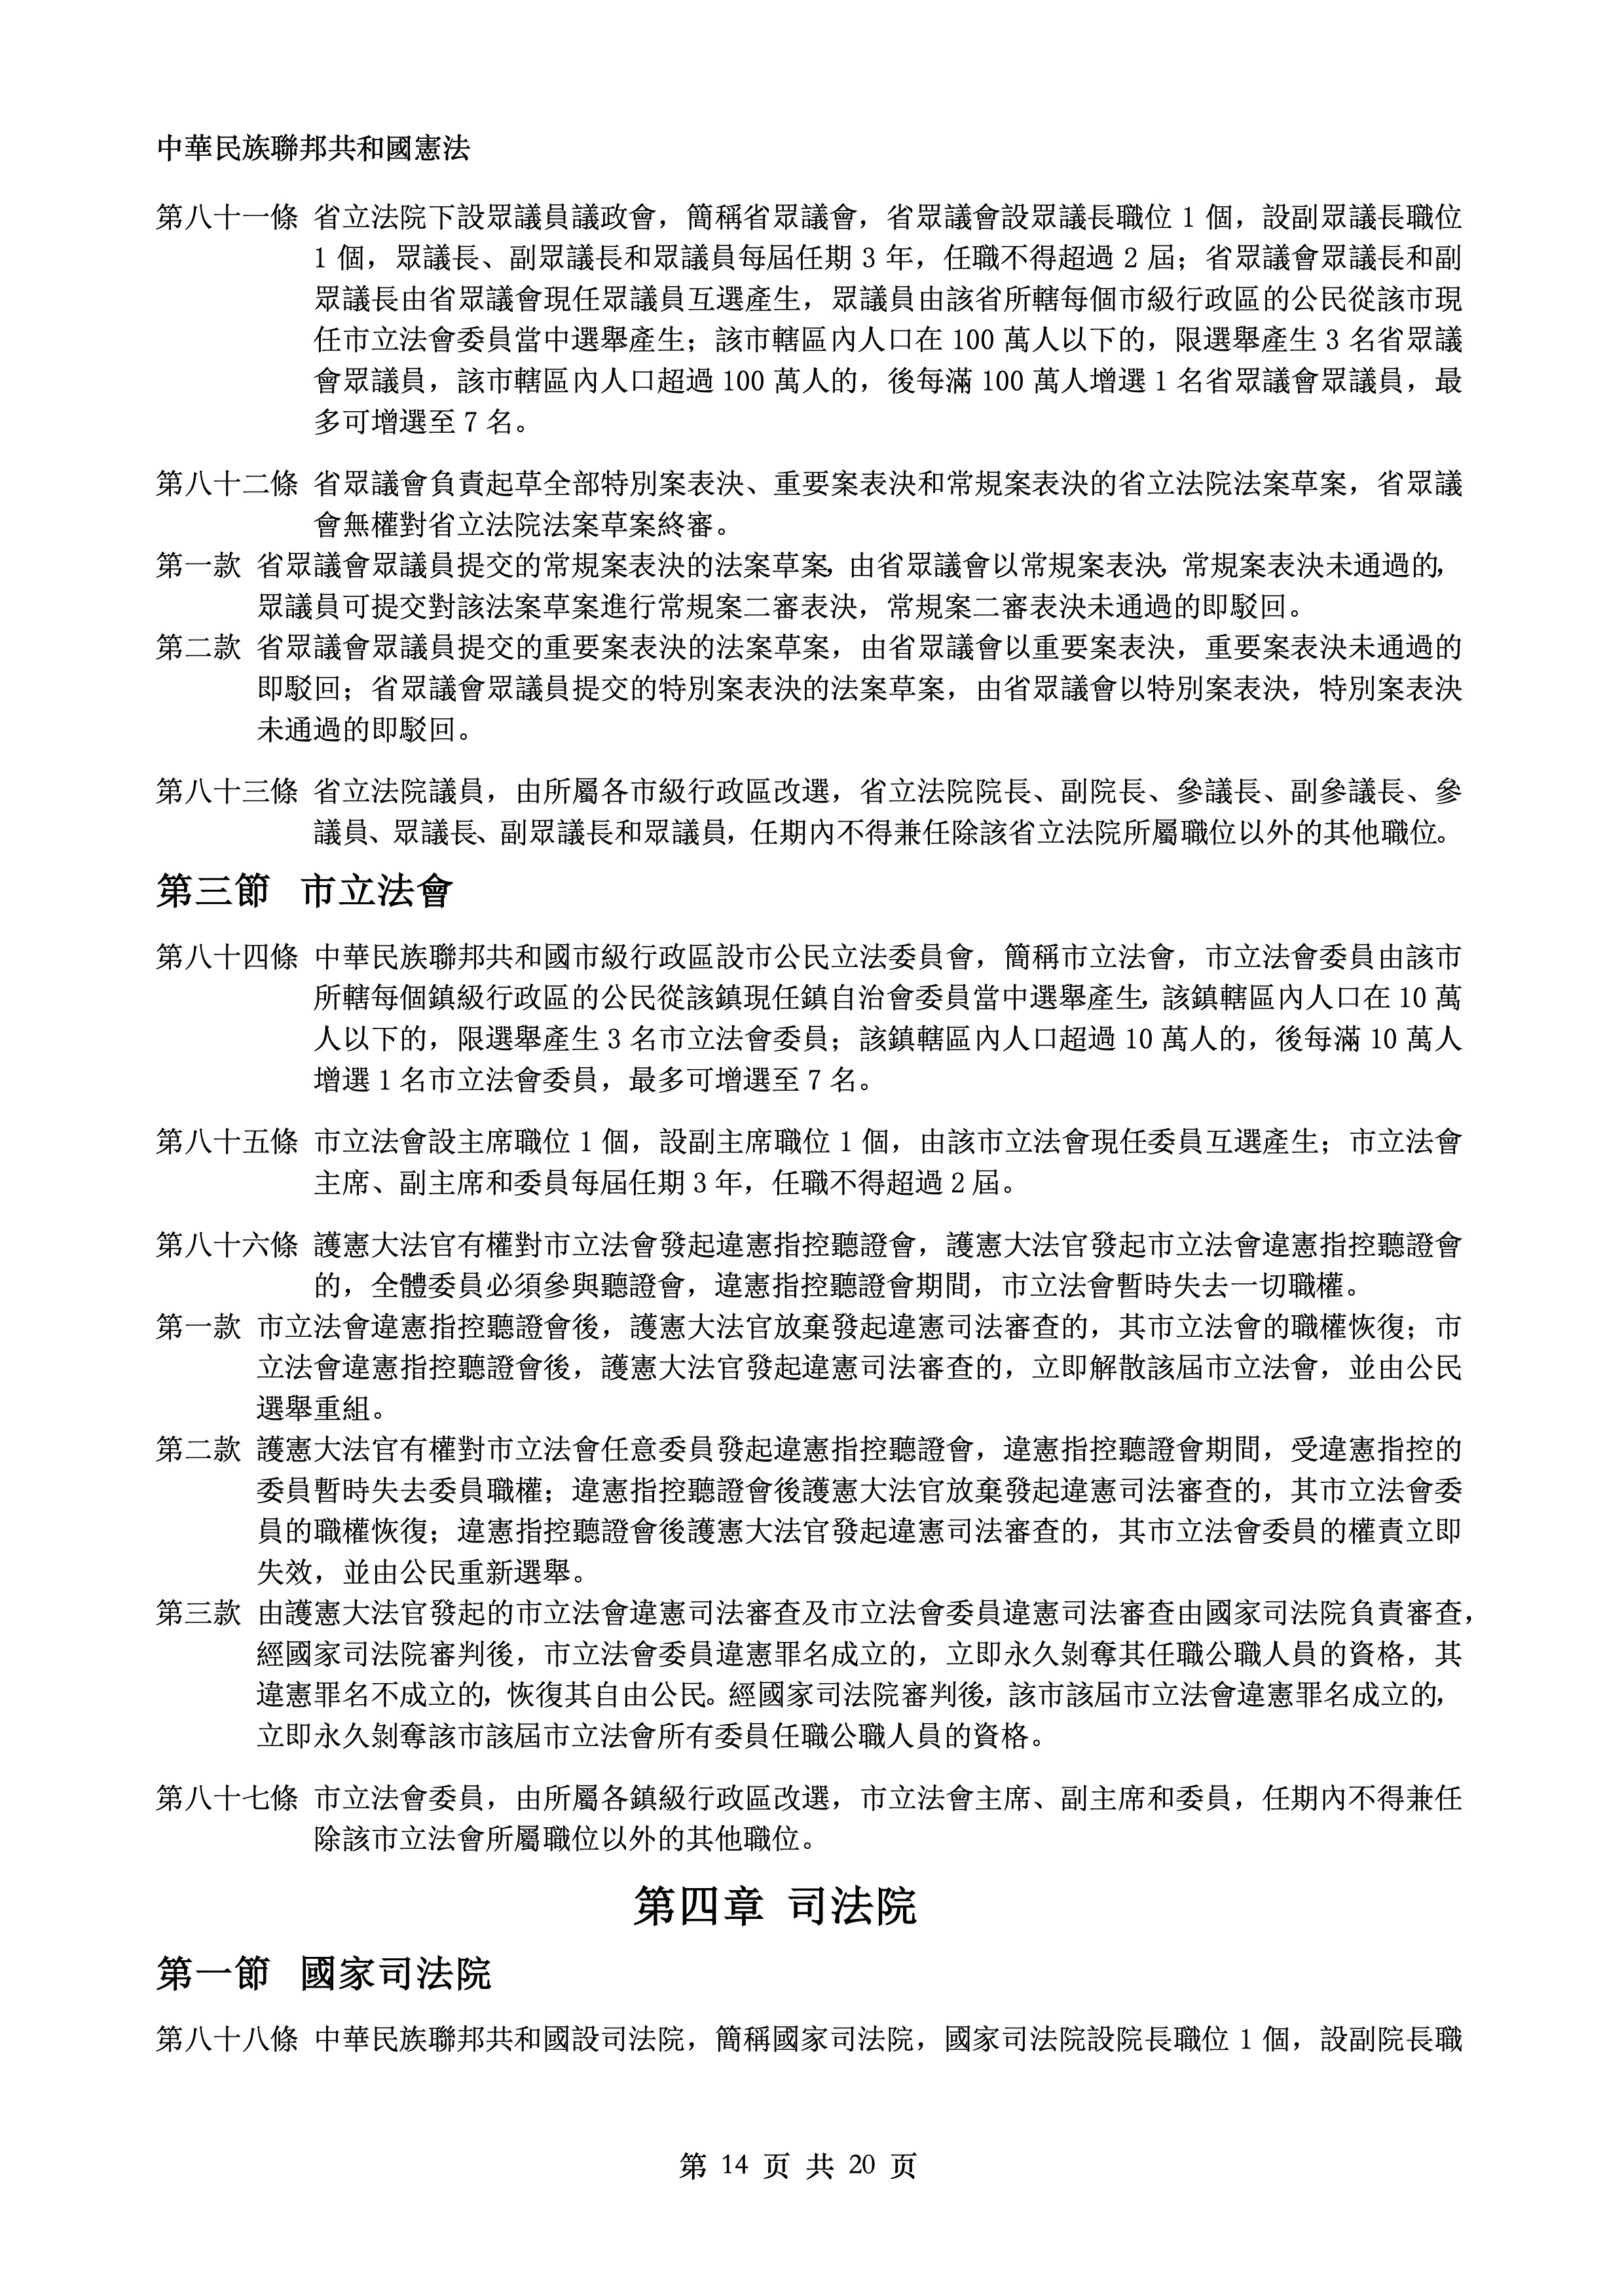 中華民族聯邦共和國憲法
第八十一條 省立法院下設眾議員議政會，簡稱省眾議會，省眾議會設眾議長職位 1 個，設副眾議長職位
1 個，眾議長、副眾議長和眾議員每屆任期 3 年，任職不得超過 2 屆；省眾議會眾議長和副
眾議長由省眾議會現任眾議員互選產生，眾議員由該省所轄每個市級行政區的公民從該市現
任市立法會委員當中選舉產生；該市轄區內人口在 100 萬人以下的，限選舉產生 3 名省眾議
會眾議員，該市轄區內人口超過 100 萬人的，後每滿 100 萬人增選 1 名省眾議會眾議員，最
多可增選至 7 名。
第八十二條 省眾議會負責起草全部特別案表決、重要案表決和常規案表決的省立法院法案草案，省眾議
會無權對省立法院法案草案終審。
第一款 省眾議會眾議員提交的常規案表決的法案草案，由省眾議會以常規案表決，常規案表決未通過的，
眾議員可提交對該法案草案進行常規案二審表決，常規案二審表決未通過的即駁回。
第二款 省眾議會眾議員提交的重要案表決的法案草案，由省眾議會以重要案表決，重要案表決未通過的
即駁回；省眾議會眾議員提交的特別案表決的法案草案，由省眾議會以特別案表決，特別案表決
未通過的即駁回。
第八十三條 省立法院議員，由所屬各市級行政區改選，省立法院院長、副院長、參議長、副參議長、參
議員、眾議長、副眾議長和眾議員，任期內不得兼任除該省立法院所屬職位以外的其他職位。
第三節 市立法會
第八十四條 中華民族聯邦共和國市級行政區設市公民立法委員會，簡稱市立法會，市立法會委員由該市
所轄每個鎮級行政區的公民從該鎮現任鎮自治會委員當中選舉產生，該鎮轄區內人口在 10 萬
人以下的，限選舉產生 3 名市立法會委員；該鎮轄區內人口超過 10 萬人的，後每滿 10 萬人
增選 1 名市立法會委員，最多可增選至 7 名。
第八十五條 市立法會設主席職位 1 個，設副主席職位 1 個，由該市立法會現任委員互選產生；市立法會
主席、副主席和委員每屆任期 3 年，任職不得超過 2 屆。
第八十六條 護憲大法官有權對市立法會發起違憲指控聽證會，護憲大法官發起市立法會違憲指控聽證會
的，全體委員必須參與聽證會，違憲指控聽證會期間，市立法會暫時失去一切職權。
第一款 市立法會違憲指控聽證會後，護憲大法官放棄發起違憲司法審查的，其市立法會的職權恢復；市
立法會違憲指控聽證會後，護憲大法官發起違憲司法審查的，立即解散該屆市立法會，並由公民
選舉重組。
第二款 護憲大法官有權對市立法會任意委員發起違憲指控聽證會，違憲指控聽證會期間，受違憲指控的
委員暫時失去委員職權；違憲指控聽證會後護憲大法官放棄發起違憲司法審查的，其市立法會委
員的職權恢復；違憲指控聽證會後護憲大法官發起違憲司法審查的，其市立法會委員的權責立即
失效，並由公民重新選舉。
第三款 由護憲大法官發起的市立法會違憲司法審查及市立法會委員違憲司法審查由國家司法院負責審查，
經國家司法院審判後，市立法會委員違憲罪名成立的，立即永久剝奪其任職公職人員的資格，其
違憲罪名不成立的，恢復其自由公民。經國家司法院審判後，該市該屆市立法會違憲罪名成立的，
立即永久剝奪該市該屆市立法會所有委員任職公職人員的資格。
第八十七條 市立法會委員，由所屬各鎮級行政區改選，市立法會主席、副主席和委員，任期內不得兼任
除該市立法會所屬職位以外的其他職位。
第四章 司法院
第一節 國家司法院
第八十八條 中華民族聯邦共和國設司法院，簡稱國家司法院，國家司法院設院長職位 1 個，設副院長職
第 14 页 共 20 页